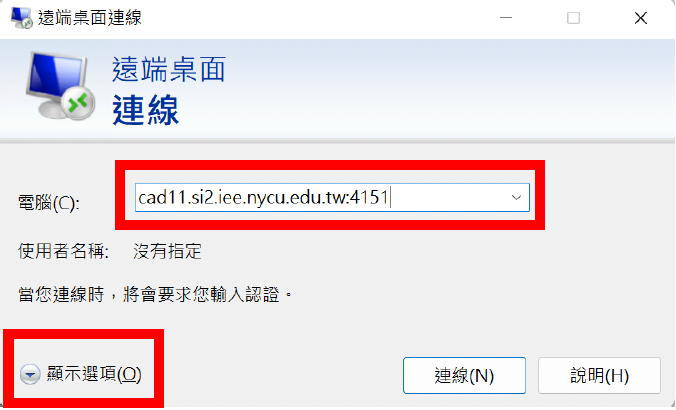 遠端桌面連線
遠端桌面
連線
電腦(C): cad11.si2.iee.nycu.edu.tw:4151
使用者名稱: 沒有指定
當您連線時，將會要求您輸入認證。
顯示選項(O) 連線(N) 說明(H)